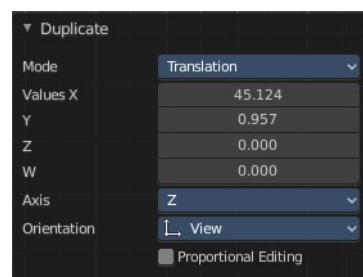 Duplicate
Mode Translation
Values X 45.124
Y 0.957
Z 0.000
W 0.000
Axis Z
Orientation View
Proportional Editing